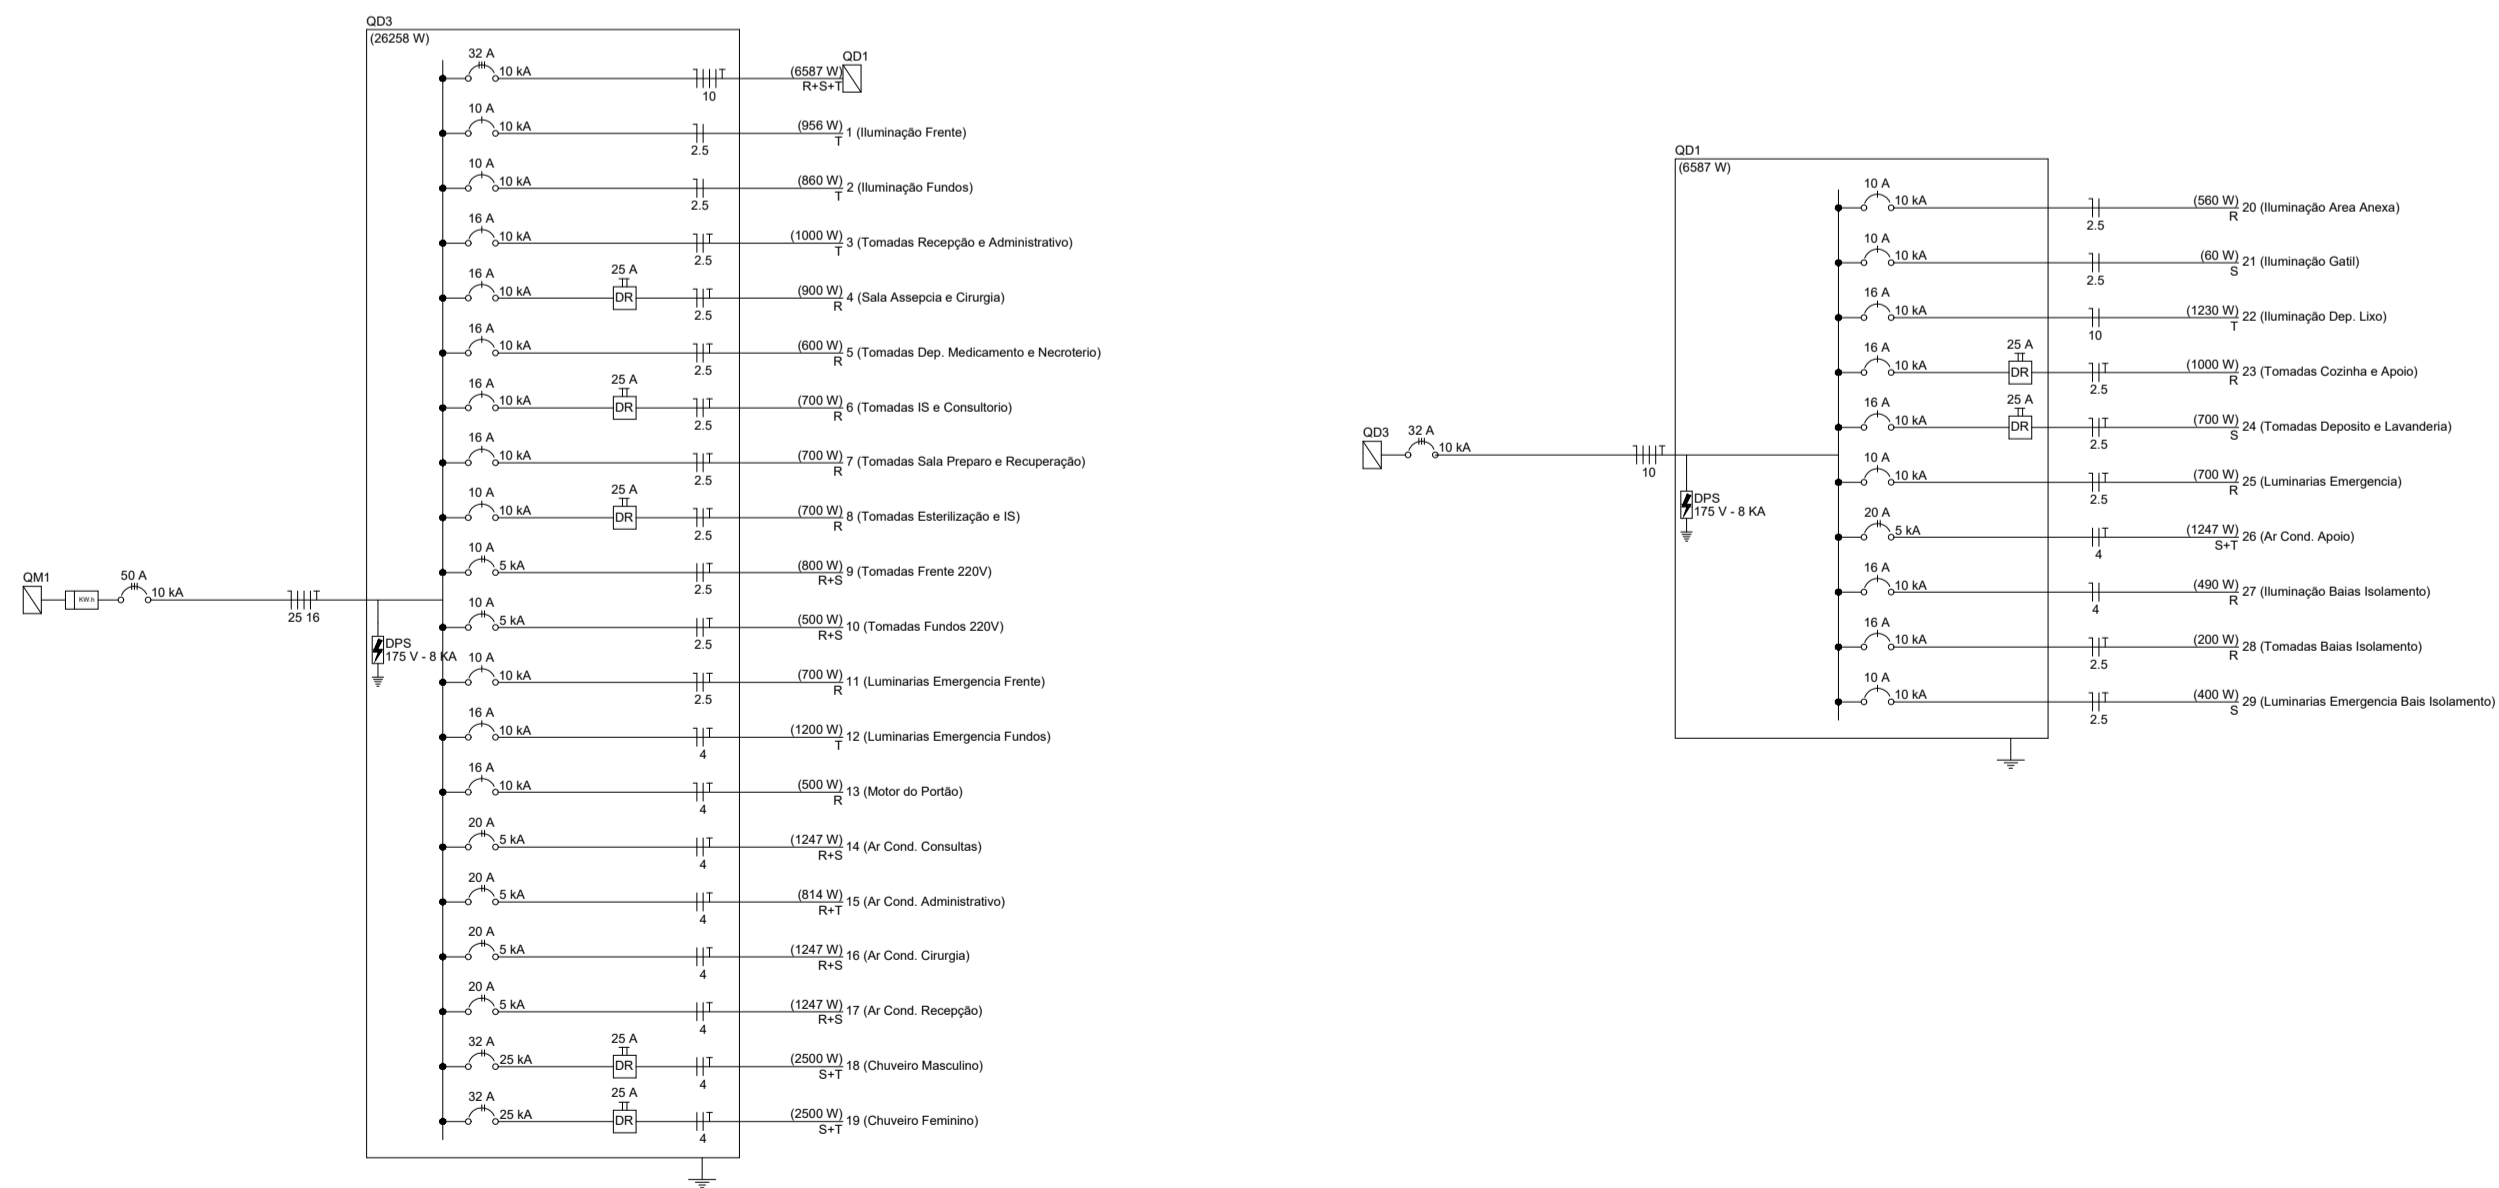 QD3
(26258 W)
32 A
10 kA
10
(6587 W)
R+S+T
QD1
10 A
10 kA
2.5
(956 W)
T
1 (Iluminação Frente)
10 A
10 kA
2.5
(860 W)
T
2 (Iluminação Fundos)
16 A
10 kA
T
2.5
(1000 W)
T
3 (Tomadas Recepção e Administrativo)
16 A
10 kA
25 A
DR
2.5
(900 W)
R
4 (Sala Assepcia e Cirurgia)
16 A
10 kA
2.5
(600 W)
R
5 (Tomadas Dep. Medicamento e Necroterio)
16 A
10 kA
25 A
DR
2.5
(700 W)
R
6 (Tomadas IS e Consultorio)
16 A
10 kA
2.5
(700 W)
R
7 (Tomadas Sala Preparo e Recuperação)
10 A
10 kA
25 A
DR
2.5
(700 W)
R
8 (Tomadas Esterilização e IS)
10 A
5 kA
2.5
(800 W)
R+S
9 (Tomadas Frente 220V)
QM1
KW.h
50 A
10 kA
25 16
DPS
175 V - 8 KA
10 A
5 kA
2.5
(500 W)
R+S
10 (Tomadas Fundos 220V)
10 A
10 kA
2.5
(700 W)
R
11 (Luminarias Emergencia Frente)
16 A
10 kA
4
(1200 W)
T
12 (Luminarias Emergencia Fundos)
16 A
10 kA
4
(500 W)
R
13 (Motor do Portão)
20 A
5 kA
4
(1247 W)
R+S
14 (Ar Cond. Consultas)
20 A
5 kA
4
(814 W)
R+T
15 (Ar Cond. Administrativo)
20 A
5 kA
4
(1247 W)
R+S
16 (Ar Cond. Cirurgia)
20 A
5 kA
4
(1247 W)
R+S
17 (Ar Cond. Recepção)
32 A
25 kA
25 A
DR
4
(2500 W)
S+T
18 (Chuveiro Masculino)
32 A
25 kA
25 A
DR
4
(2500 W)
S+T
19 (Chuveiro Feminino)
QD1
(6587 W)
10 A
10 kA
2.5
(560 W)
R
20 (Iluminação Area Anexa)
10 A
10 kA
2.5
(60 W)
S
21 (Iluminação Gatil)
16 A
10 kA
10
(1230 W)
T
22 (Iluminação Dep. Lixo)
16 A
10 kA
25 A
DR
2.5
(1000 W)
R
23 (Tomadas Cozinha e Apoio)
16 A
10 kA
25 A
DR
2.5
(700 W)
S
24 (Tomadas Deposito e Lavanderia)
QD3
32 A
10 kA
10
DPS
175 V - 8 KA
10 A
10 kA
2.5
(700 W)
R
25 (Luminarias Emergencia)
20 A
5 kA
4
(1247 W)
S+T
26 (Ar Cond. Apoio)
16 A
10 kA
4
(490 W)
R
27 (Iluminação Baias Isolamento)
16 A
10 kA
2.5
(200 W)
R
28 (Tomadas Baias Isolamento)
10 A
10 kA
2.5
(400 W)
S
29 (Luminarias Emergencia Bais Isolamento)